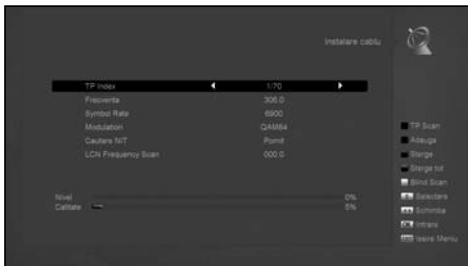 Instalare cablu
TP Index 1/70
Frecventa 306.0
Symbol Rate 6900
Modulation QAM64
Cautare NIT Pornit
LCN Frequency Scan 000.0
Nivel 0%
Calitate 5%
TP Scan
Adauga
Sterge
Sterge tot
Blind Scan
Selectare
Schimba
OK Intrare
Iesire Meniu